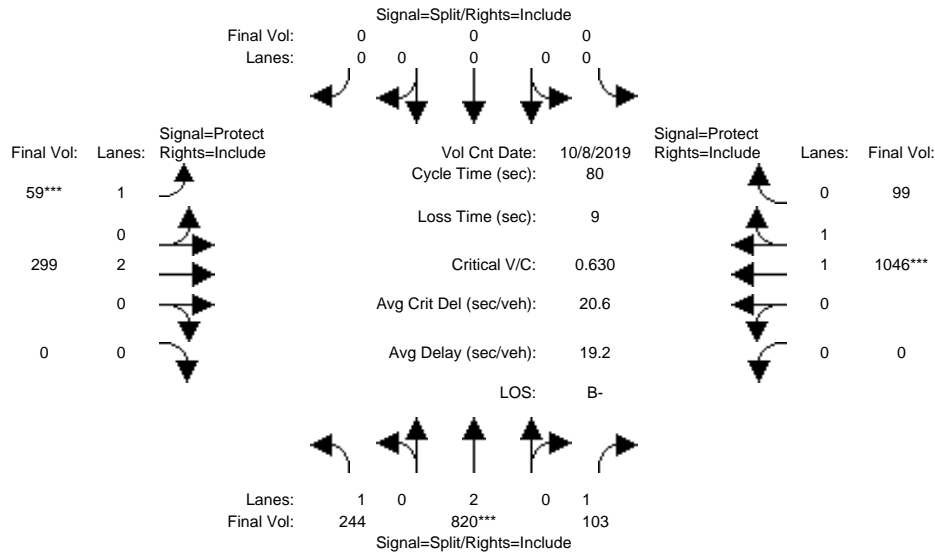 Signal=Split/Rights=Include
Final Vol: 0 0 0
Lanes: 0 0 0 0 0
Signal=Protect Signal=Protect
Final Vol: Lanes: Rights=Include Vol Cnt Date: 10/8/2019 Rights=Include Lanes: Final Vol:
Cycle Time (sec): 80
59*** 1 0 99
Loss Time (sec): 9
0 1
299 2 Critical V/C: 0.630 1 1046***
0 Avg Crit Del (sec/veh): 20.6 0
0 0 Avg Delay (sec/veh): 19.2 0 0
LOS: B-
Lanes: 1 0 2 0 1
Final Vol: 244 820*** 103
Signal=Split/Rights=Include